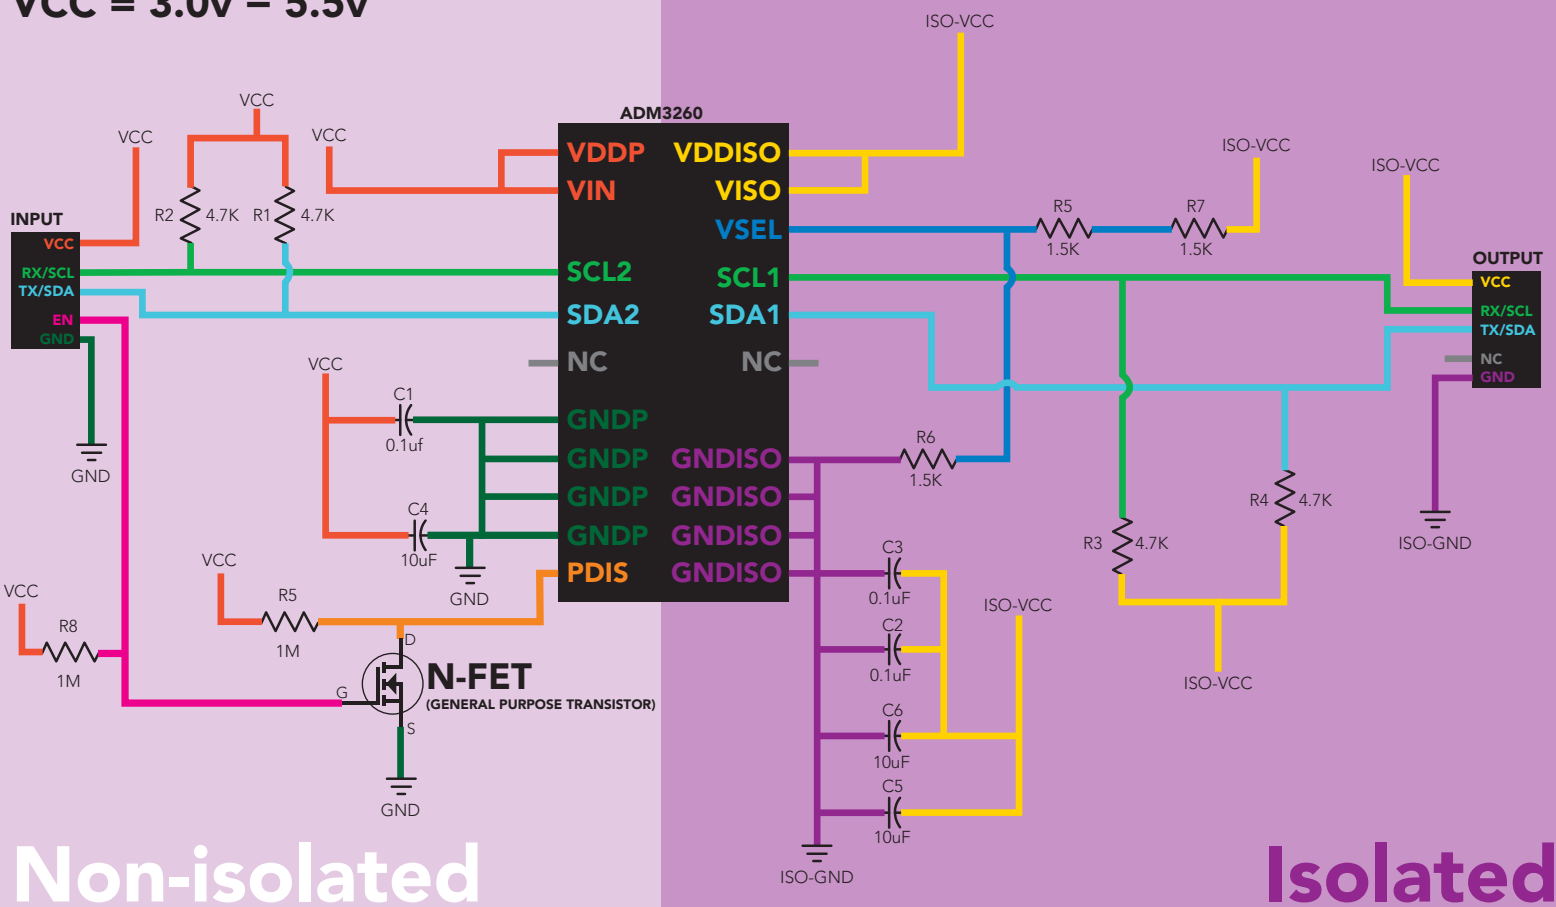 VCC = 3.0v – 5.5v
ISO-VCC
VCC
VCC
VCC
ADM3260
ISO-VCC
ISO-VCC
VDDP VDDISO
VIN VISO
VSEL
SCL2 SCL1
SDA2 SDA1
NC NC
GNDP
GNDP GNDISO
GNDP GNDISO
GNDP GNDISO
PDIS GNDISO
INPUT
VCC
RX/SCL
TX/SDA
EN
GND
R2 4.7K
R1 4.7K
R5
1.5K
R7
1.5K
OUTPUT
VCC
RX/SCL
TX/SDA
NC
GND
GND
VCC
C1
0.1uf
C4
10uF
GND
R6
1.5K
R3 4.7K
R4 4.7K
ISO-VCC
ISO-GND
VCC
R8
1M
VCC
R5
1M
D
G
S
N-FET
(GENERAL PURPOSE TRANSISTOR)
GND
C3
0.1uF
C2
0.1uF
C6
10uF
C5
10uF
ISO-VCC
ISO-GND
Non-isolated
Isolated